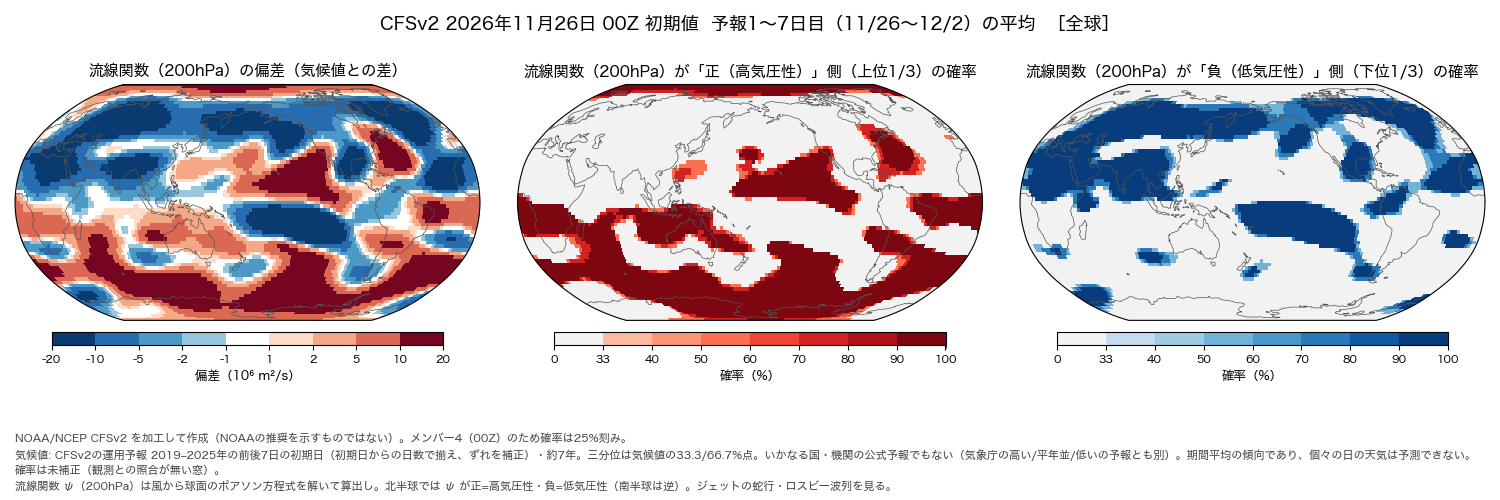 CFSv2 2026年11月26日 00Z 初期値 予報1～7日目（11/26～12/2）の平均 ［全球］
流線関数（200hPa）の偏差（気候値との差）
流線関数（200hPa）が「正（高気圧性）」側（上位1/3）の確率
流線関数（200hPa）が「負（低気圧性）」側（下位1/3）の確率
-20 -10 -5 -2 -1 1 2 5 10 20
偏差（10⁶ m²/s）
0 33 40 50 60 70 80 90 100
確率（%）
0 33 40 50 60 70 80 90 100
確率（%）
NOAA/NCEP CFSv2 を加工して作成（NOAAの推奨を示すものではない）。メンバー4（00Z）のため確率は25%刻み。
気候値: CFSv2の運用予報 2019–2025年の前後7日の初期日（初期日からの日数で揃え、ずれを補正）・約7年。三分位は気候値の33.3/66.7%点。いかなる国・機関の公式予報でもない（気象庁の高い/平年並/低いの予報とも別）。期間平均の傾向であり、個々の日の天気は予測できない。
確率は未補正（観測との照合が無い窓）。
流線関数 ψ（200hPa）は風から球面のポアソン方程式を解いて算出し。北半球では ψ が正=高気圧性・負=低気圧性（南半球は逆）。ジェットの蛇行・ロスビー波列を見る。